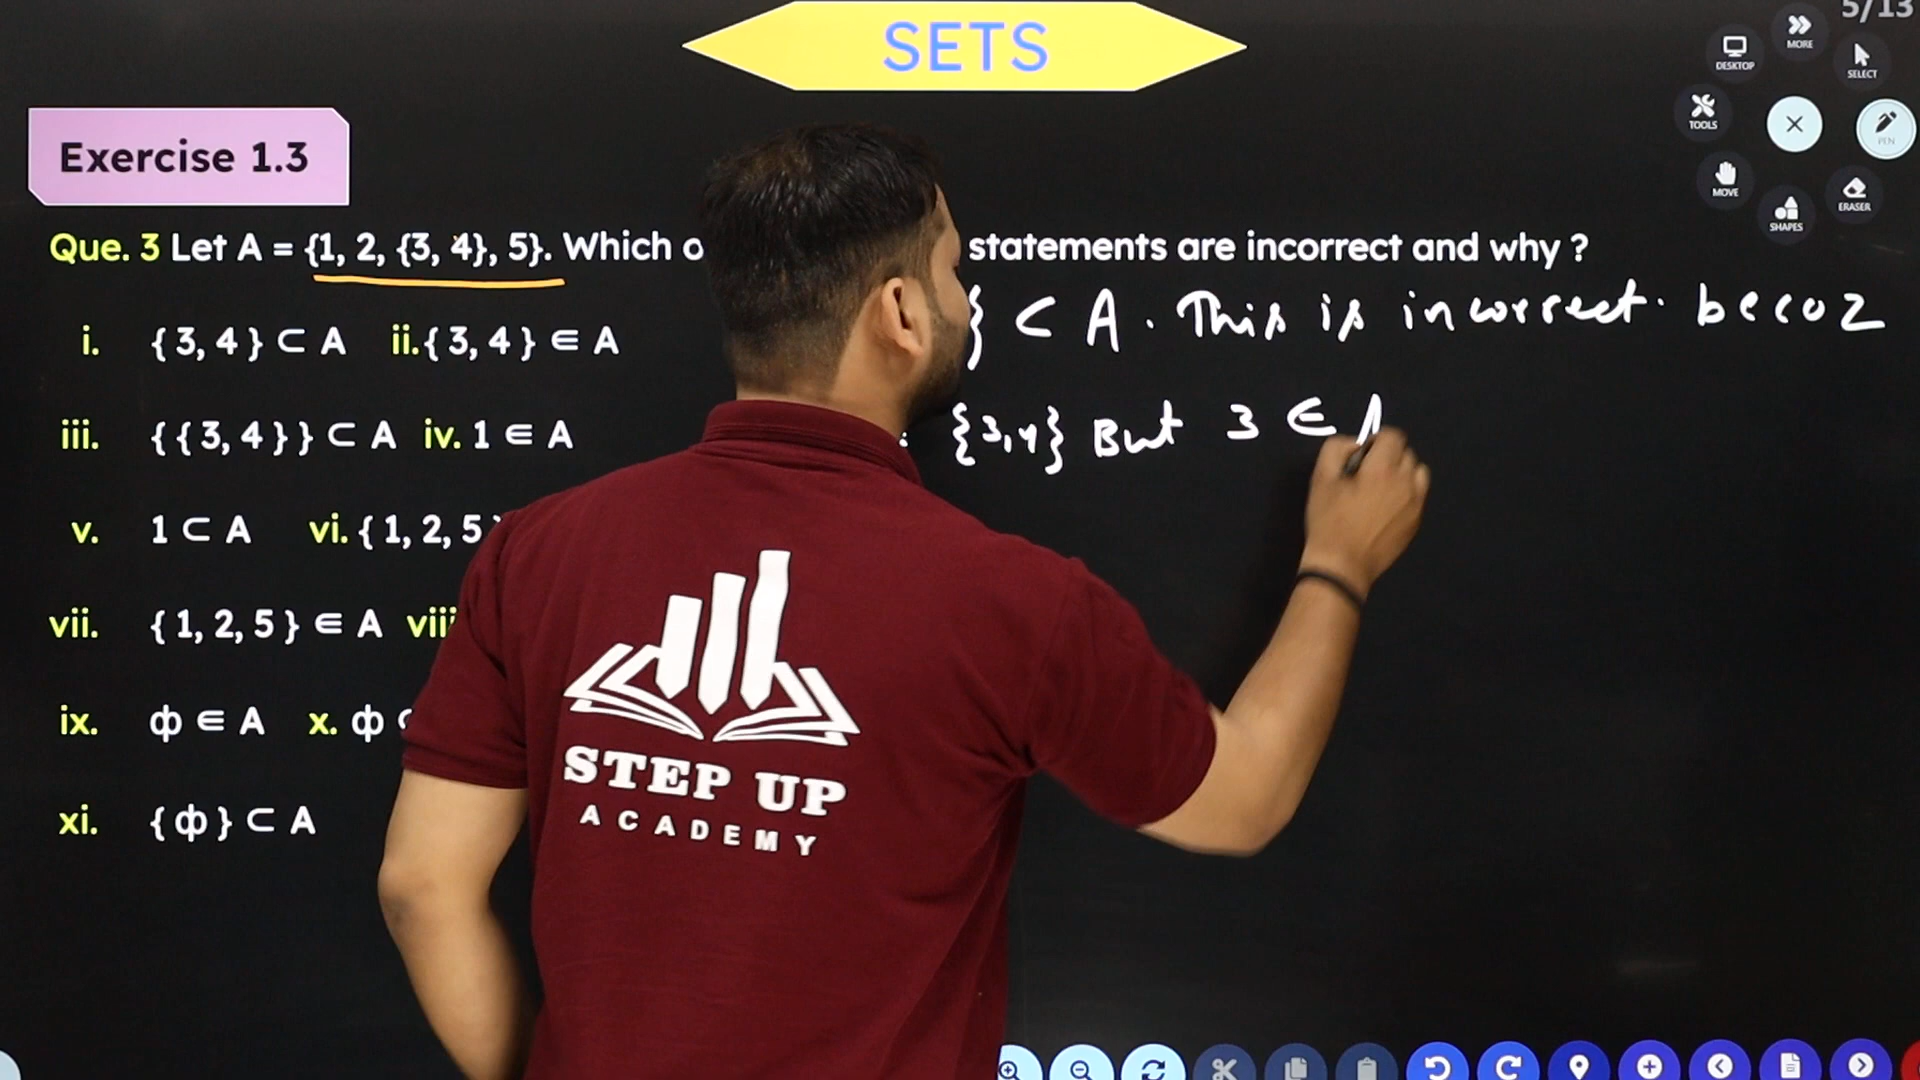 5/13
SETS
MORE
DESKTOP
SELECT
TOOLS
PEN
MOVE
ERASER
SHAPES
Exercise 1.3
Que. 3 Let A = {1, 2, {3, 4}, 5}. Which o statements are incorrect and why ?
} ⊂ A. This is incorrect. becoz
i. { 3, 4 } ⊂ A ii. { 3, 4 } ∈ A
: {3,4} But 3 ∈ A
iii. { { 3, 4 } } ⊂ A iv. 1 ∈ A
v. 1 ⊂ A vi. { 1, 2, 5
vii. { 1, 2, 5 } ∈ A viii
ix. ф ∈ A x. ф
xi. { ф } ⊂ A
STEP UP
ACADEMY